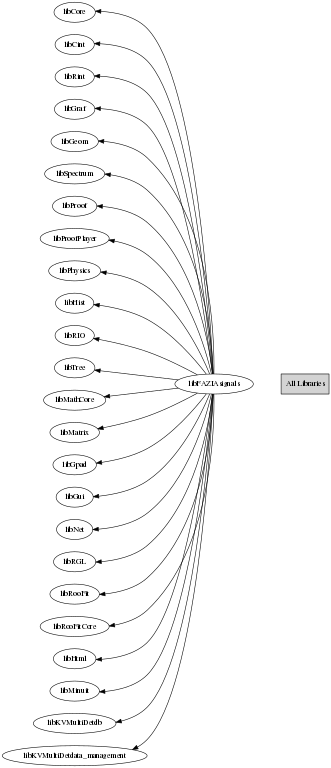 libCore
libCint
libRint
libGraf
libGeom
libSpectrum
libProof
libProofPlayer
libPhysics
libHist
libRIO
libTree
libFAZIAsignals
All Libraries
libMathCore
libMatrix
libGpad
libGui
libNet
libRGL
libRooFit
libRooFitCore
libHtml
libMinuit
libKVMultiDetdb
libKVMultiDetdata_management